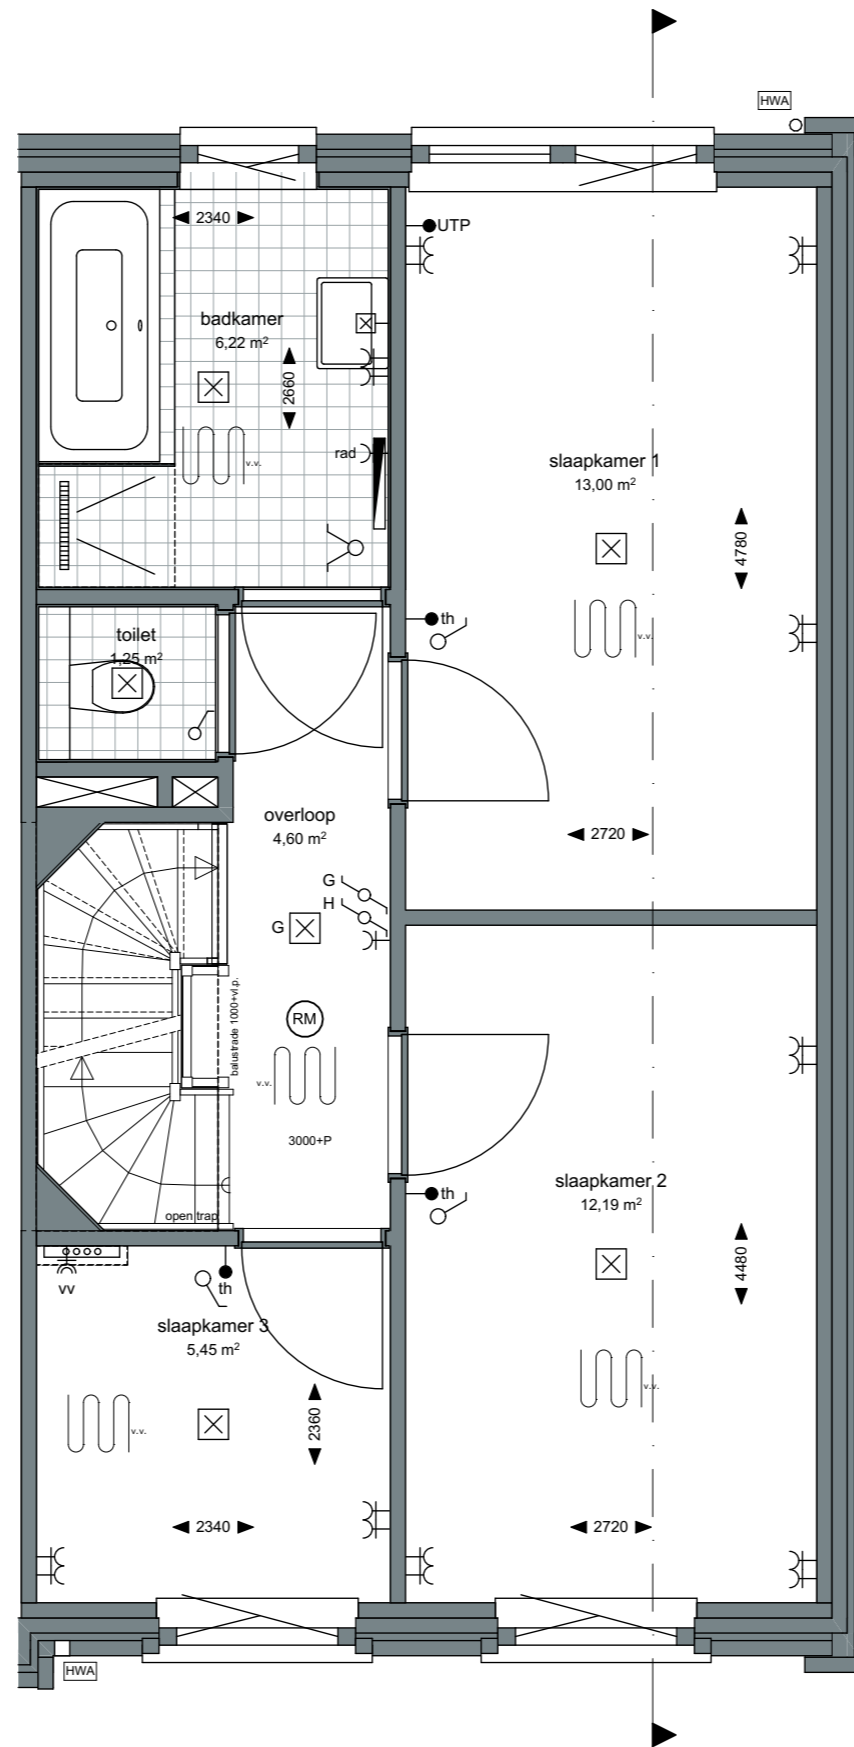 HWA
2340
UTP
badkamer
6,22 m²
2660
rad
v.v.
slaapkamer 1
13,00 m²
4780
th
v.v.
toilet
1,25 m²
overloop
4,60 m²
2720
G
H
G
balustrade 1000+vl.p.
RM
v.v.
3000+P
open trap
slaapkamer 2
12,19 m²
th
4480
vv
th
slaapkamer 3
5,45 m²
v.v.
2360
v.v.
2340
2720
HWA